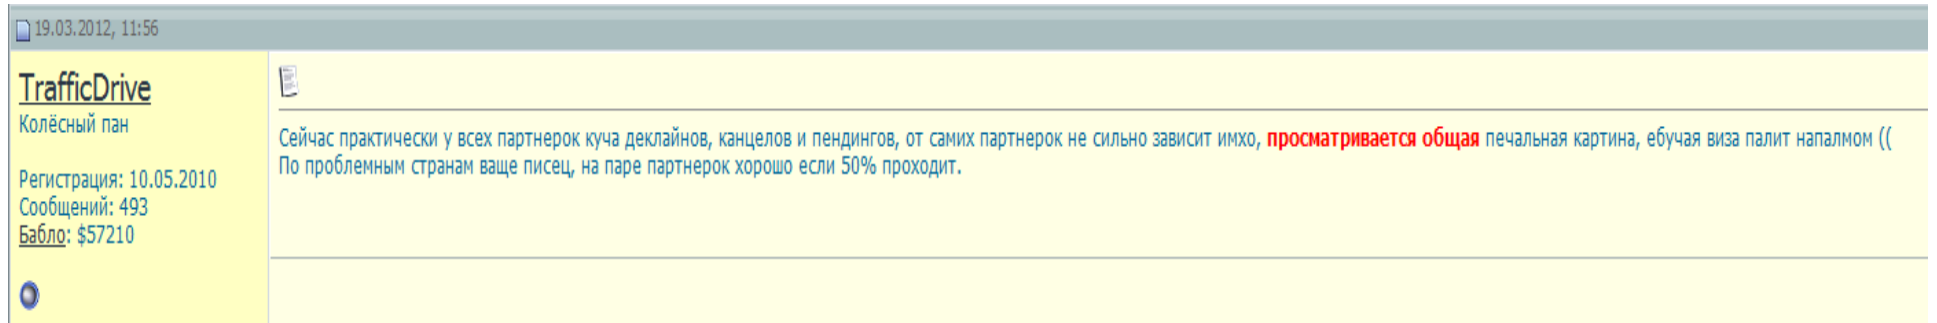 19.03.2012, 11:56
TrafficDrive
Колёсный пан
Регистрация: 10.05.2010
Сообщений: 493
Бабло: $57210
Сейчас практически у всех партнерок куча деклайнов, канцелов и пендингов, от самих партнерок не сильно зависит имхо, просматривается общая печальная картина, ебучая виза палит напалмом ((
По проблемным странам ваще писец, на паре партнерок хорошо если 50% проходит.